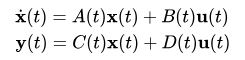 ẋ(t) = A(t)x(t) + B(t)u(t)
y(t) = C(t)x(t) + D(t)u(t)